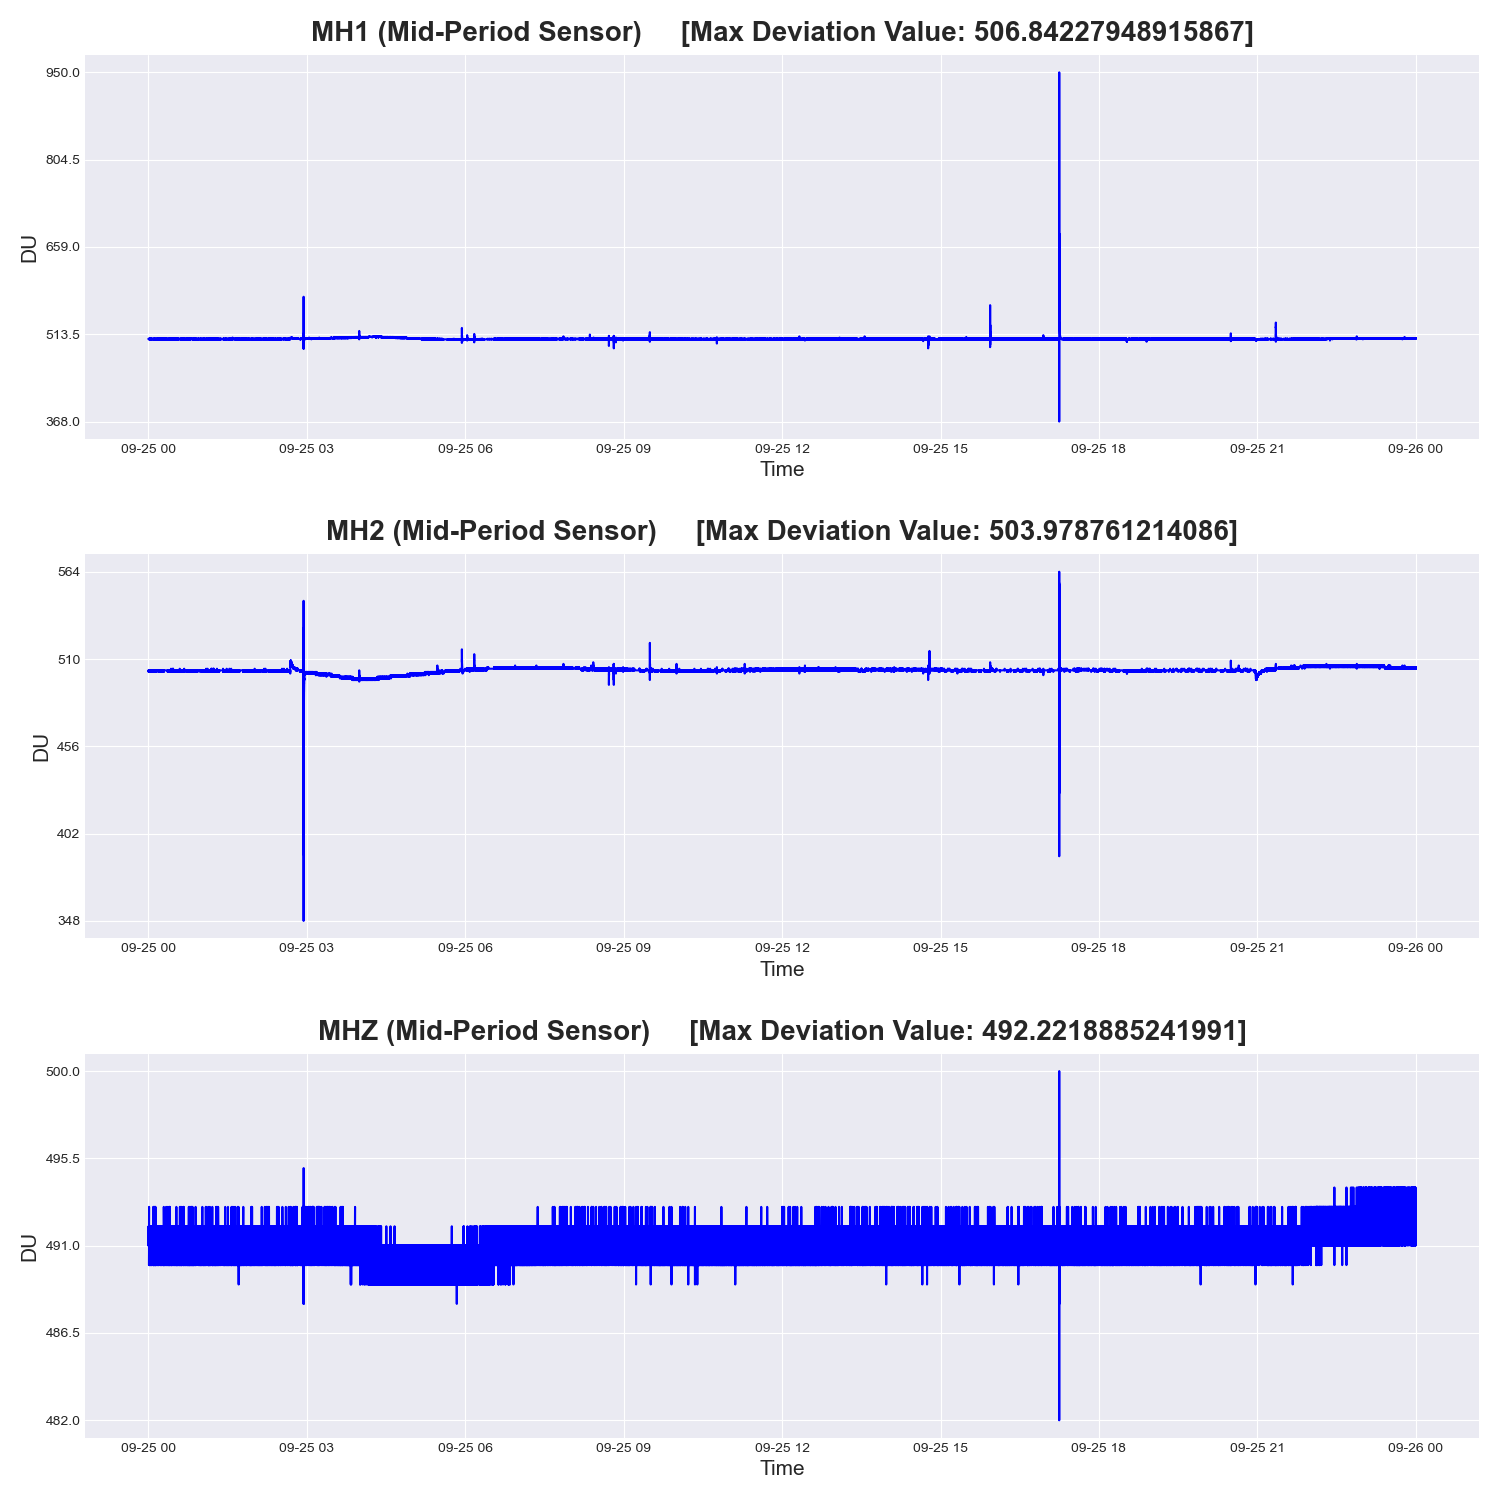 MH1 (Mid-Period Sensor)     [Max Deviation Value: 506.84227948915867]
950.0
804.5
659.0
513.5
368.0
DU
09-25 00 09-25 03 09-25 06 09-25 09 09-25 12 09-25 15 09-25 18 09-25 21 09-26 00
Time
MH2 (Mid-Period Sensor)     [Max Deviation Value: 503.978761214086]
564
510
456
402
348
DU
09-25 00 09-25 03 09-25 06 09-25 09 09-25 12 09-25 15 09-25 18 09-25 21 09-26 00
Time
MHZ (Mid-Period Sensor)     [Max Deviation Value: 492.2218885241991]
500.0
495.5
491.0
486.5
482.0
DU
09-25 00 09-25 03 09-25 06 09-25 09 09-25 12 09-25 15 09-25 18 09-25 21 09-26 00
Time